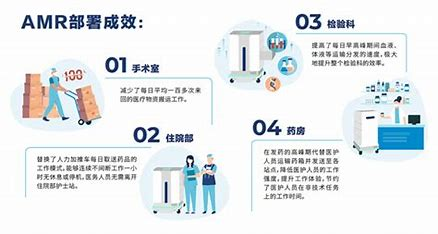 AMR部署成效：
01 手术室
减少了每日平均一百多次来
回的医疗物资搬运工作。
100+
02 住院部
替换了人力加推车每日取送药品的
工作模式，能够连续不间断工作一小
时无休息或停机，医务人员无需离开
住院部护士站。
03 检验科
提高了每日早高峰期间血液、
体液等运输分发的速度，极大
地提升整个检验科的效率。
04 药房
在发药的高峰期代替医护
人员运输药箱并发送至各
站点，降低医护人员的工作
强度，提升工作体验，节约
了医护人员在非技术任务
上的工作时间。